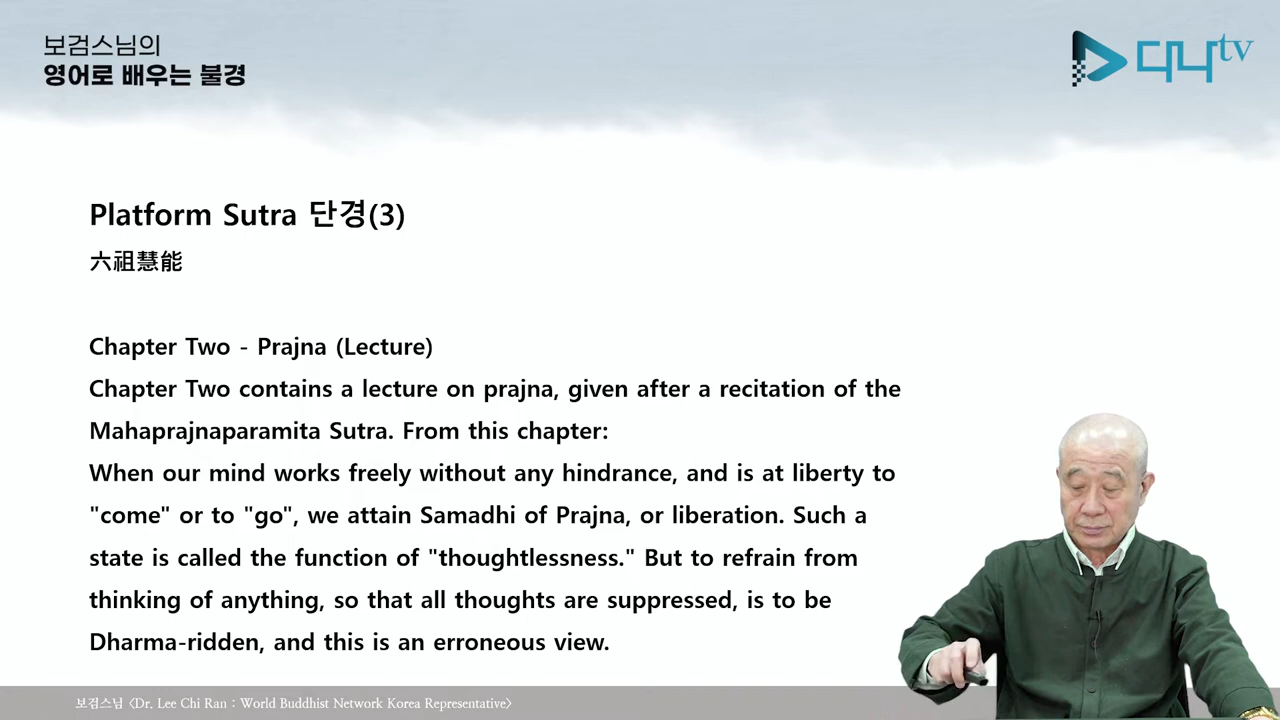 보검스님의
영어로 배우는 불경
디나tv
Platform Sutra 단경(3)
六祖慧能
Chapter Two - Prajna (Lecture)
Chapter Two contains a lecture on prajna, given after a recitation of the
Mahaprajnaparamita Sutra. From this chapter:
When our mind works freely without any hindrance, and is at liberty to
"come" or to "go", we attain Samadhi of Prajna, or liberation. Such a
state is called the function of "thoughtlessness." But to refrain from
thinking of anything, so that all thoughts are suppressed, is to be
Dharma-ridden, and this is an erroneous view.
보검스님 <Dr. Lee Chi Ran : World Buddhist Network Korea Representative>